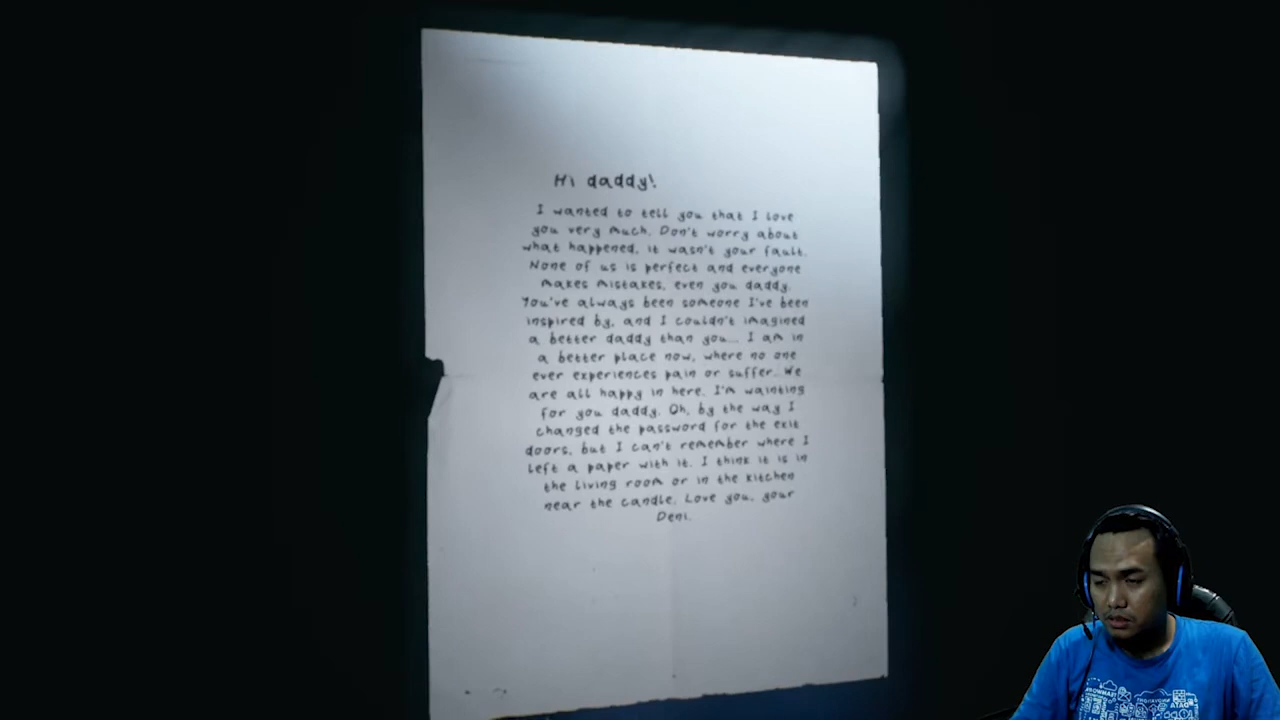 Hi daddy!
I wanted to tell you that I love
you very much. Don't worry about
what happened, it wasn't your fault.
None of us is perfect and everyone
makes mistakes, even you daddy.
You've always been someone I've been
inspired by, and I couldn't imagined
a better daddy than you... I am in
a better place now, where no one
ever experiences pain or suffer. We
are all happy in here. I'm wainting
for you daddy. Oh, by the way I
changed the password for the exit
doors, but I can't remember where I
left a paper with it. I think it is in
the living room or in the kitchen
near the candle. Love you, your
Deni.
DATA